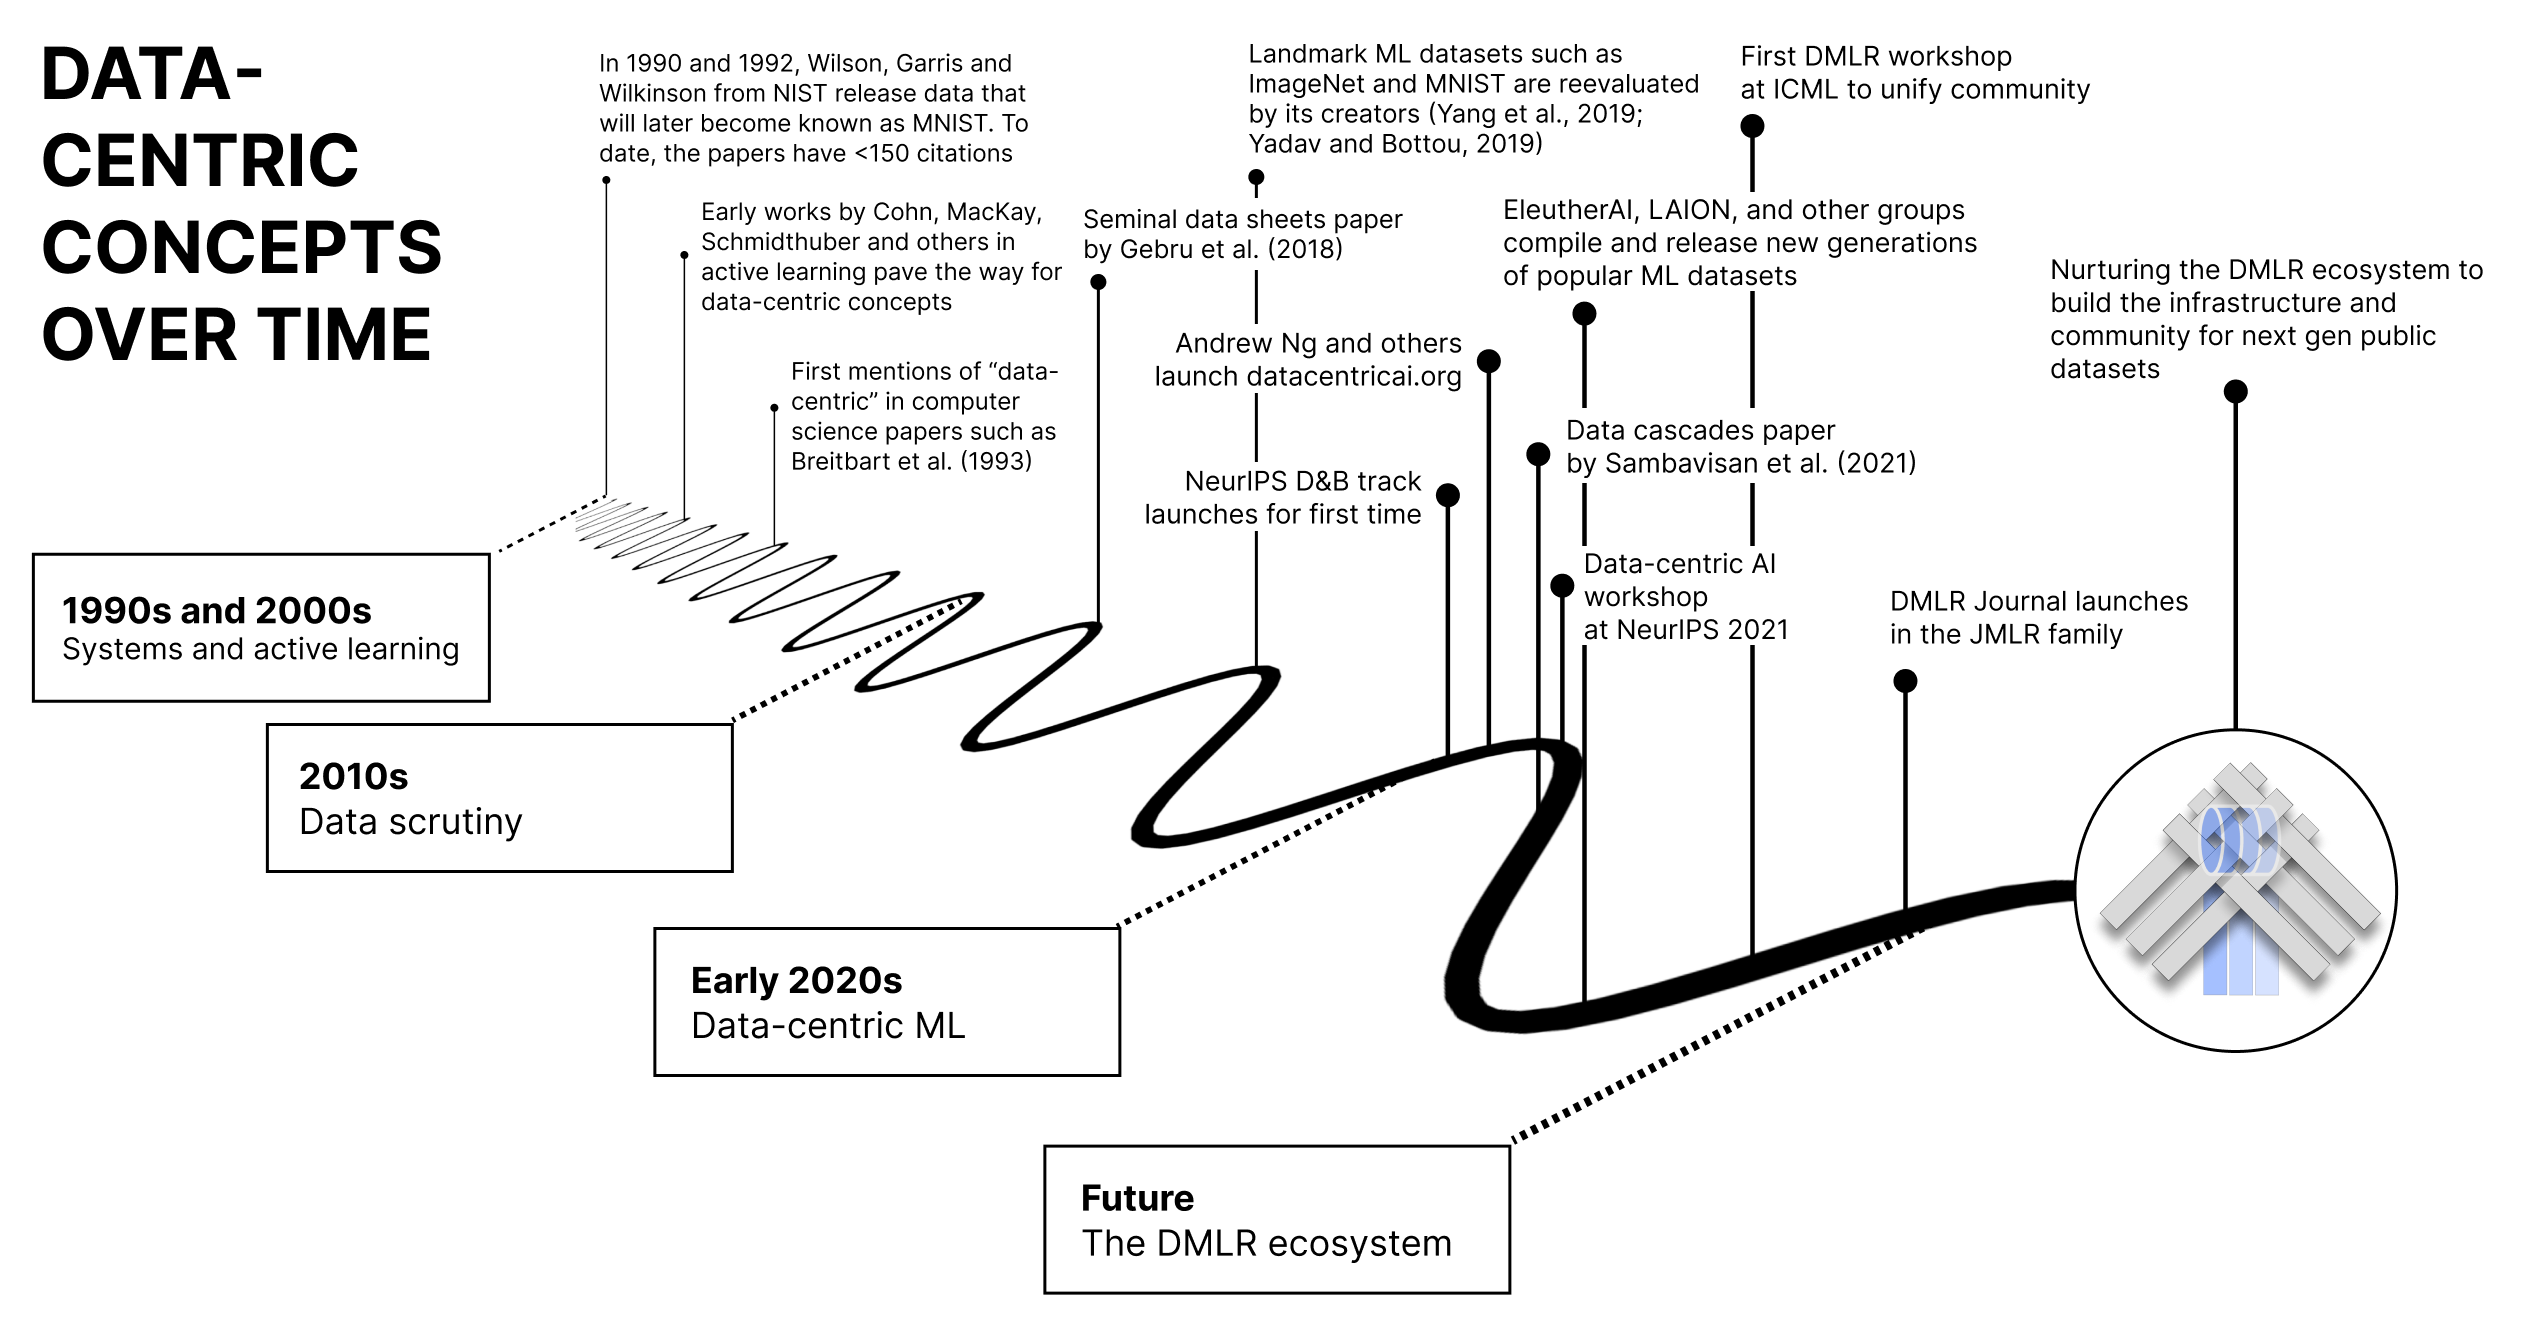 DATA-
CENTRIC
CONCEPTS
OVER TIME
In 1990 and 1992, Wilson, Garris and
Wilkinson from NIST release data that
will later become known as MNIST. To
date, the papers have <150 citations
Early works by Cohn, MacKay,
Schmidthuber and others in
active learning pave the way for
data-centric concepts
First mentions of “data-
centric” in computer
science papers such as
Breitbart et al. (1993)
Seminal data sheets paper
by Gebru et al. (2018)
Landmark ML datasets such as
ImageNet and MNIST are reevaluated
by its creators (Yang et al., 2019;
Yadav and Bottou, 2019)
NeurIPS D&B track
launches for first time
Andrew Ng and others
launch datacentricai.org
Data cascades paper
by Sambavisan et al. (2021)
Data-centric AI
workshop
at NeurIPS 2021
EleutherAI, LAION, and other groups
compile and release new generations
of popular ML datasets
First DMLR workshop
at ICML to unify community
DMLR Journal launches
in the JMLR family
Nurturing the DMLR ecosystem to
build the infrastructure and
community for next gen public
datasets
1990s and 2000s
Systems and active learning
2010s
Data scrutiny
Early 2020s
Data-centric ML
Future
The DMLR ecosystem